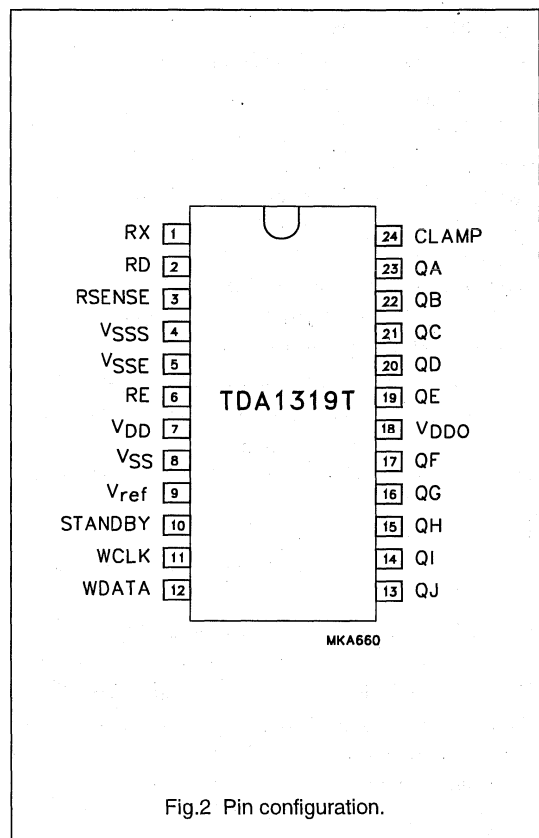 RX 1
RD 2
RSENSE 3
VSSS 4
VSSE 5
RE 6
VDD 7
VSS 8
Vref 9
STANDBY 10
WCLK 11
WDATA 12
TDA1319T
24 CLAMP
23 QA
22 QB
21 QC
20 QD
19 QE
18 VDDO
17 QF
16 QG
15 QH
14 QI
13 QJ
MKA660
Fig.2 Pin configuration.